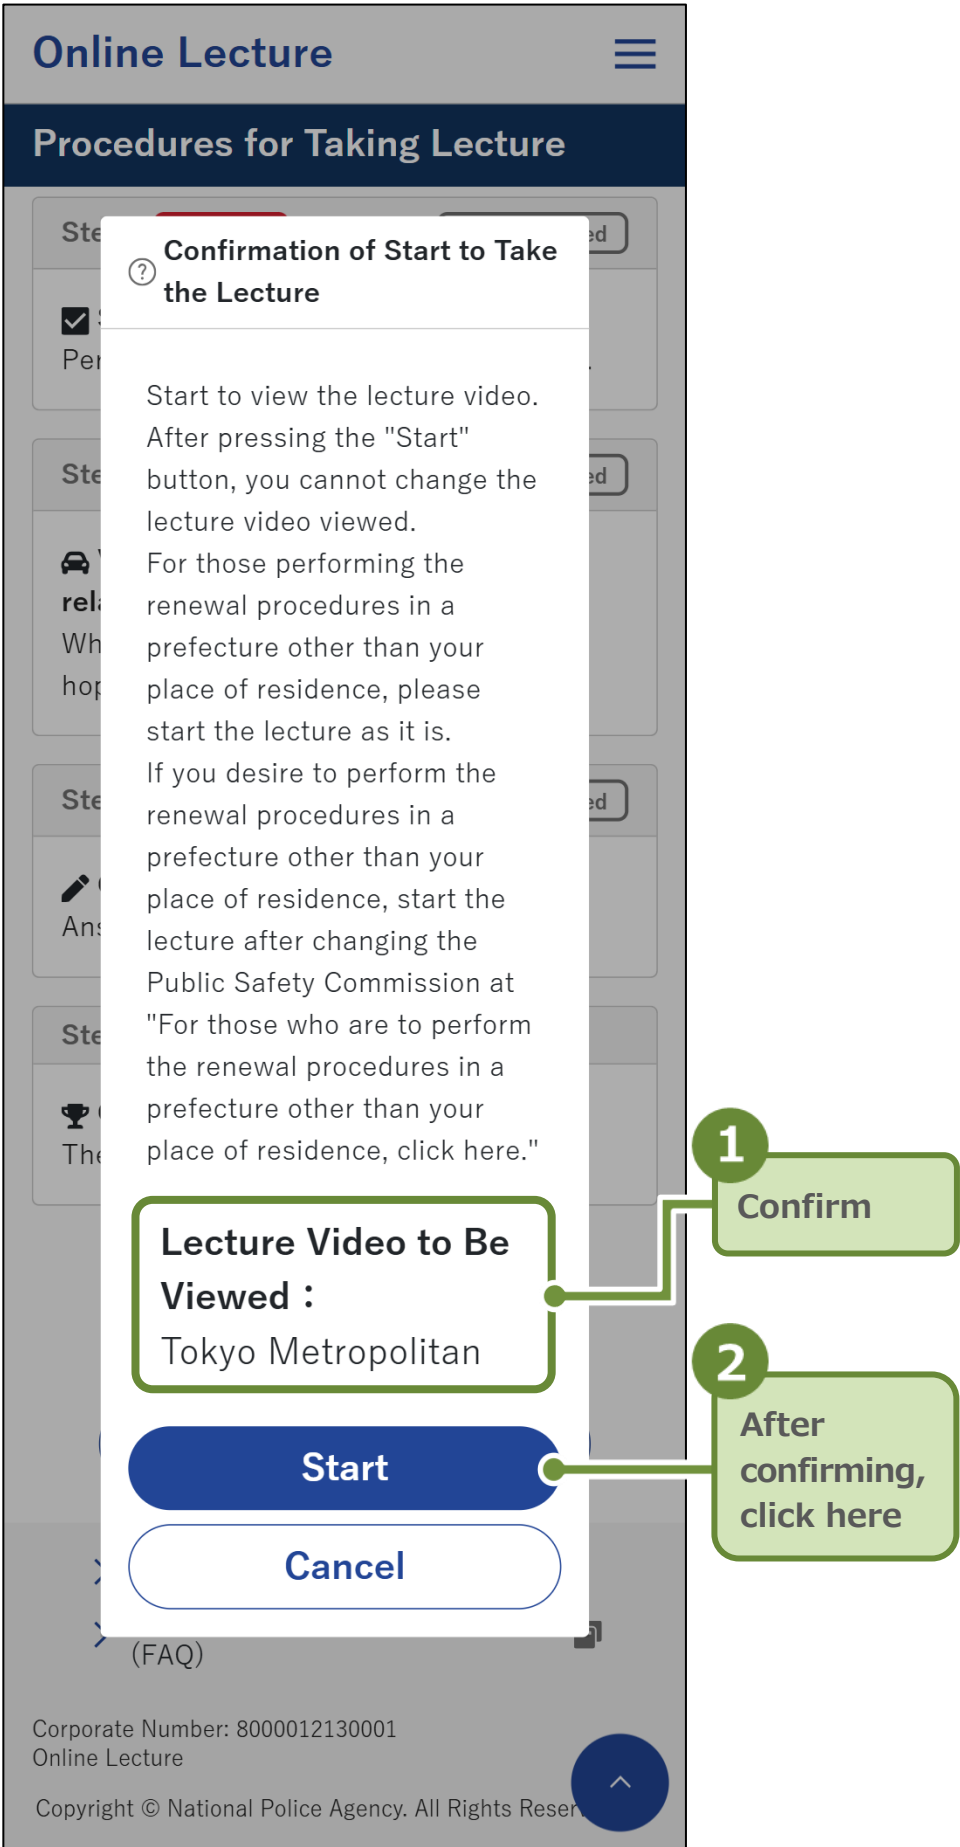 Online Lecture
Procedures for Taking Lecture
Confirmation of Start to Take
the Lecture
Start to view the lecture video.
After pressing the "Start"
button, you cannot change the
lecture video viewed.
For those performing the
renewal procedures in a
prefecture other than your
place of residence, please
start the lecture as it is.
If you desire to perform the
renewal procedures in a
prefecture other than your
place of residence, start the
lecture after changing the
Public Safety Commission at
"For those who are to perform
the renewal procedures in a
prefecture other than your
place of residence, click here."
Lecture Video to Be
Viewed：
Tokyo Metropolitan
Start
Cancel
1
Confirm
2
After
confirming,
click here
(FAQ)
Corporate Number: 8000012130001
Online Lecture
Copyright © National Police Agency. All Rights